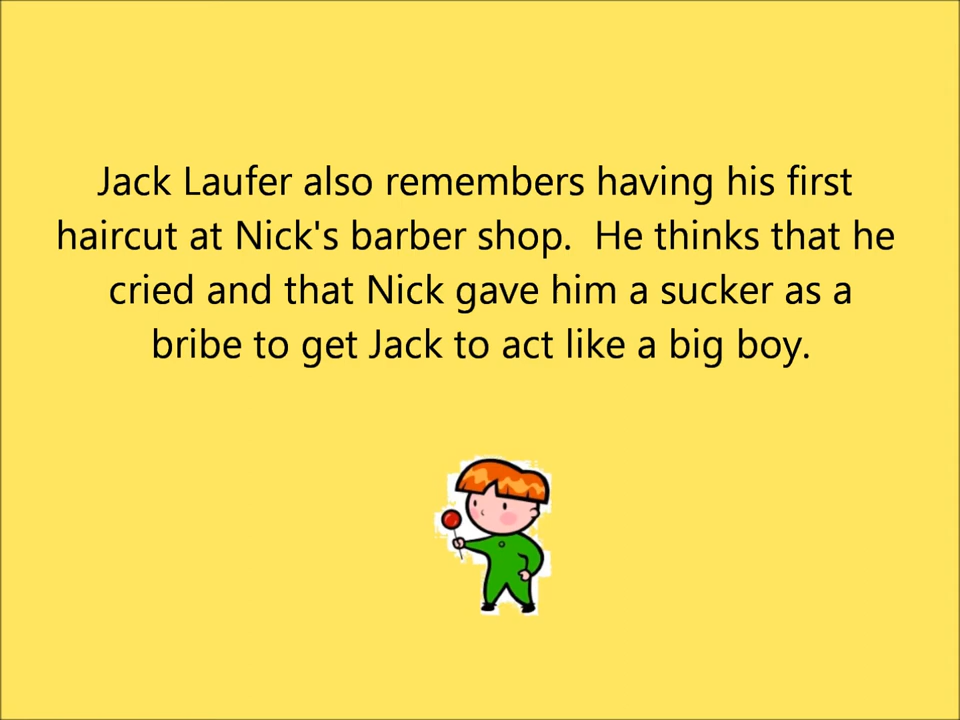 Jack Laufer also remembers having his first
haircut at Nick's barber shop.  He thinks that he
cried and that Nick gave him a sucker as a
bribe to get Jack to act like a big boy.